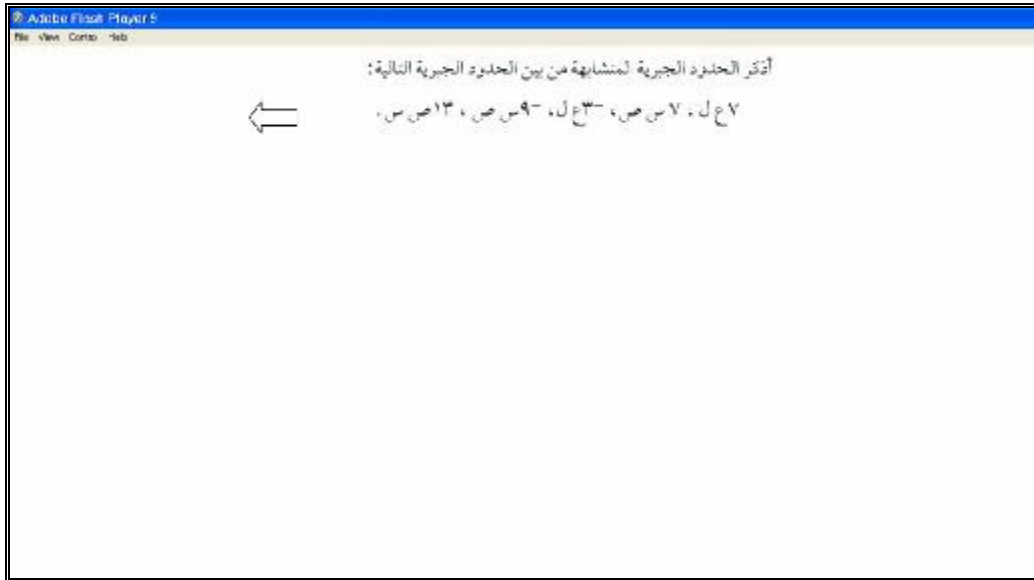 Adobe Flash Player 9
File View Control Help
أذكر الحدود الجبرية المتشابهة من بين الحدود الجبرية التالية:
٧ع ل، ٧ س ص، -٣ع ل، -٩س ص، ١٣ص س.